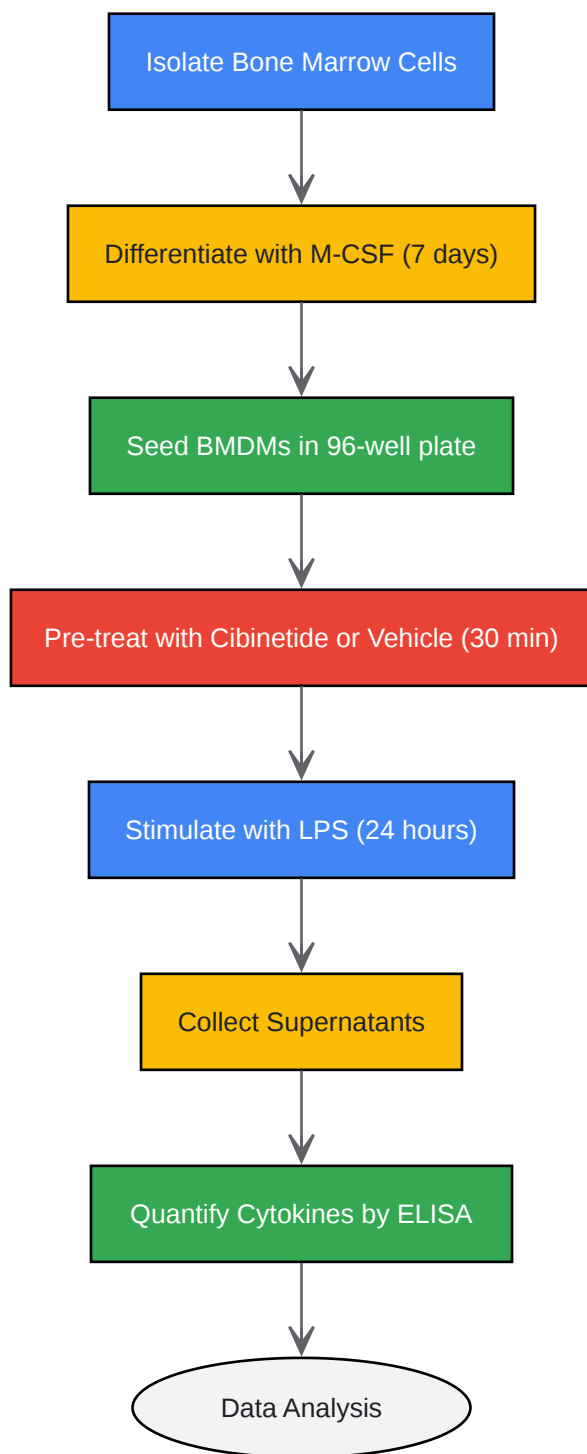 Isolate Bone Marrow Cells
Differentiate with M-CSF (7 days)
Seed BMDMs in 96-well plate
Pre-treat with Cibinetide or Vehicle (30 min)
Stimulate with LPS (24 hours)
Collect Supernatants
Quantify Cytokines by ELISA
Data Analysis